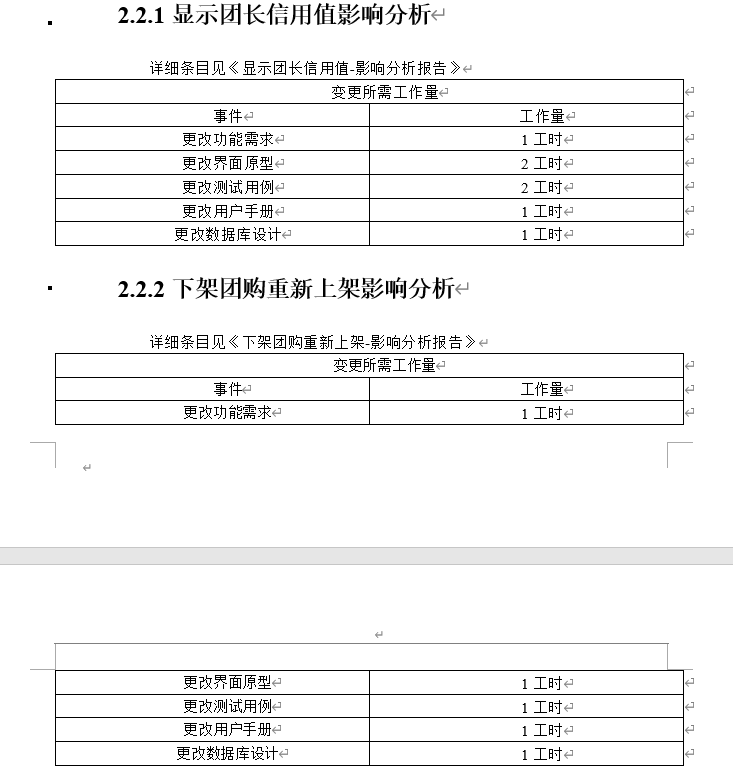 2.2.1 显示团长信用值影响分析
详细条目见《显示团长信用值-影响分析报告》
变更所需工作量
事件 工作量
更改功能需求 1 工时
更改界面原型 2 工时
更改测试用例 2 工时
更改用户手册 1 工时
更改数据库设计 1 工时
2.2.2 下架团购重新上架影响分析
详细条目见《下架团购重新上架-影响分析报告》
变更所需工作量
事件 工作量
更改功能需求 1 工时
更改界面原型 1 工时
更改测试用例 1 工时
更改用户手册 1 工时
更改数据库设计 1 工时